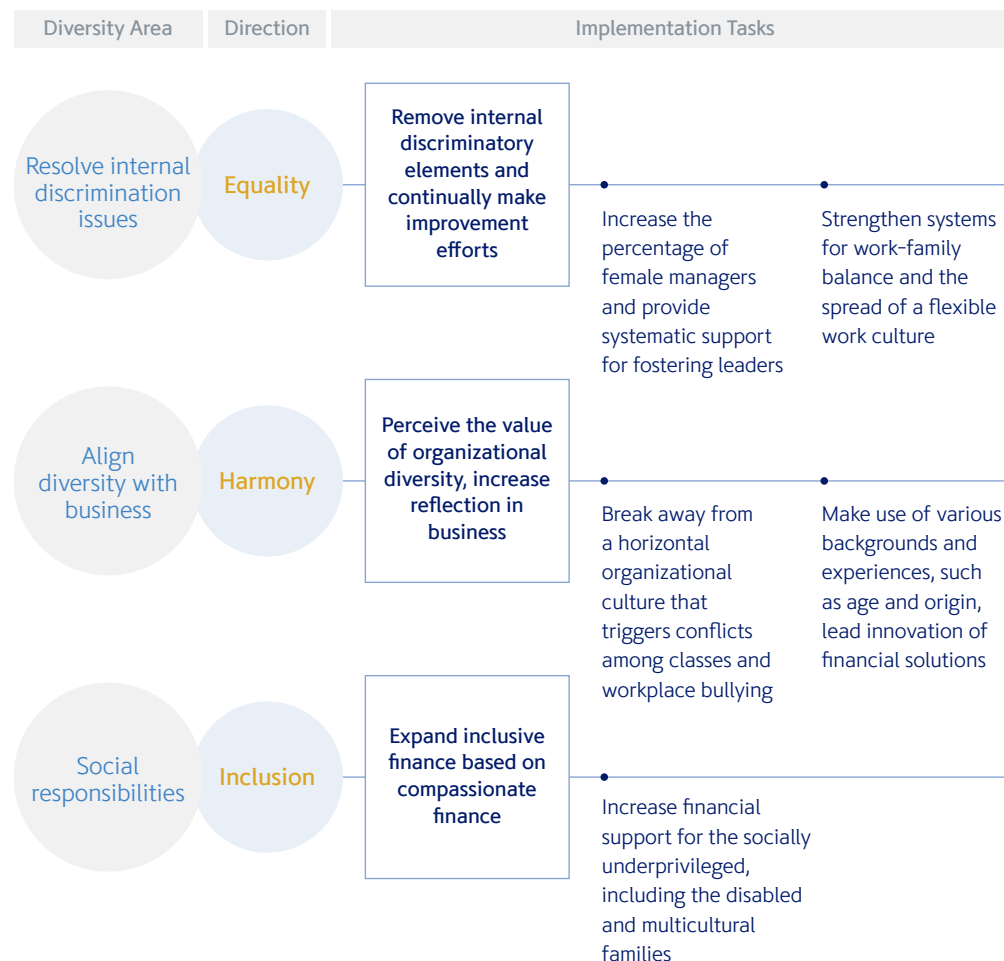 Diversity Area
Direction
Implementation Tasks
Resolve internal
discrimination
issues
Equality
Remove internal
discriminatory
elements and
continually make
improvement
efforts
Increase the
percentage of
female managers
and provide
systematic support
for fostering leaders
Strengthen systems
for work–family
balance and the
spread of a flexible
work culture
Align
diversity with
business
Harmony
Perceive the value
of organizational
diversity, increase
reflection in
business
Break away from
a horizontal
organizational
culture that
triggers conflicts
among classes and
workplace bullying
Make use of various
backgrounds and
experiences, such
as age and origin,
lead innovation of
financial solutions
Social
responsibilities
Inclusion
Expand inclusive
finance based on
compassionate
finance
Increase financial
support for the socially
underprivileged,
including the disabled
and multicultural
families